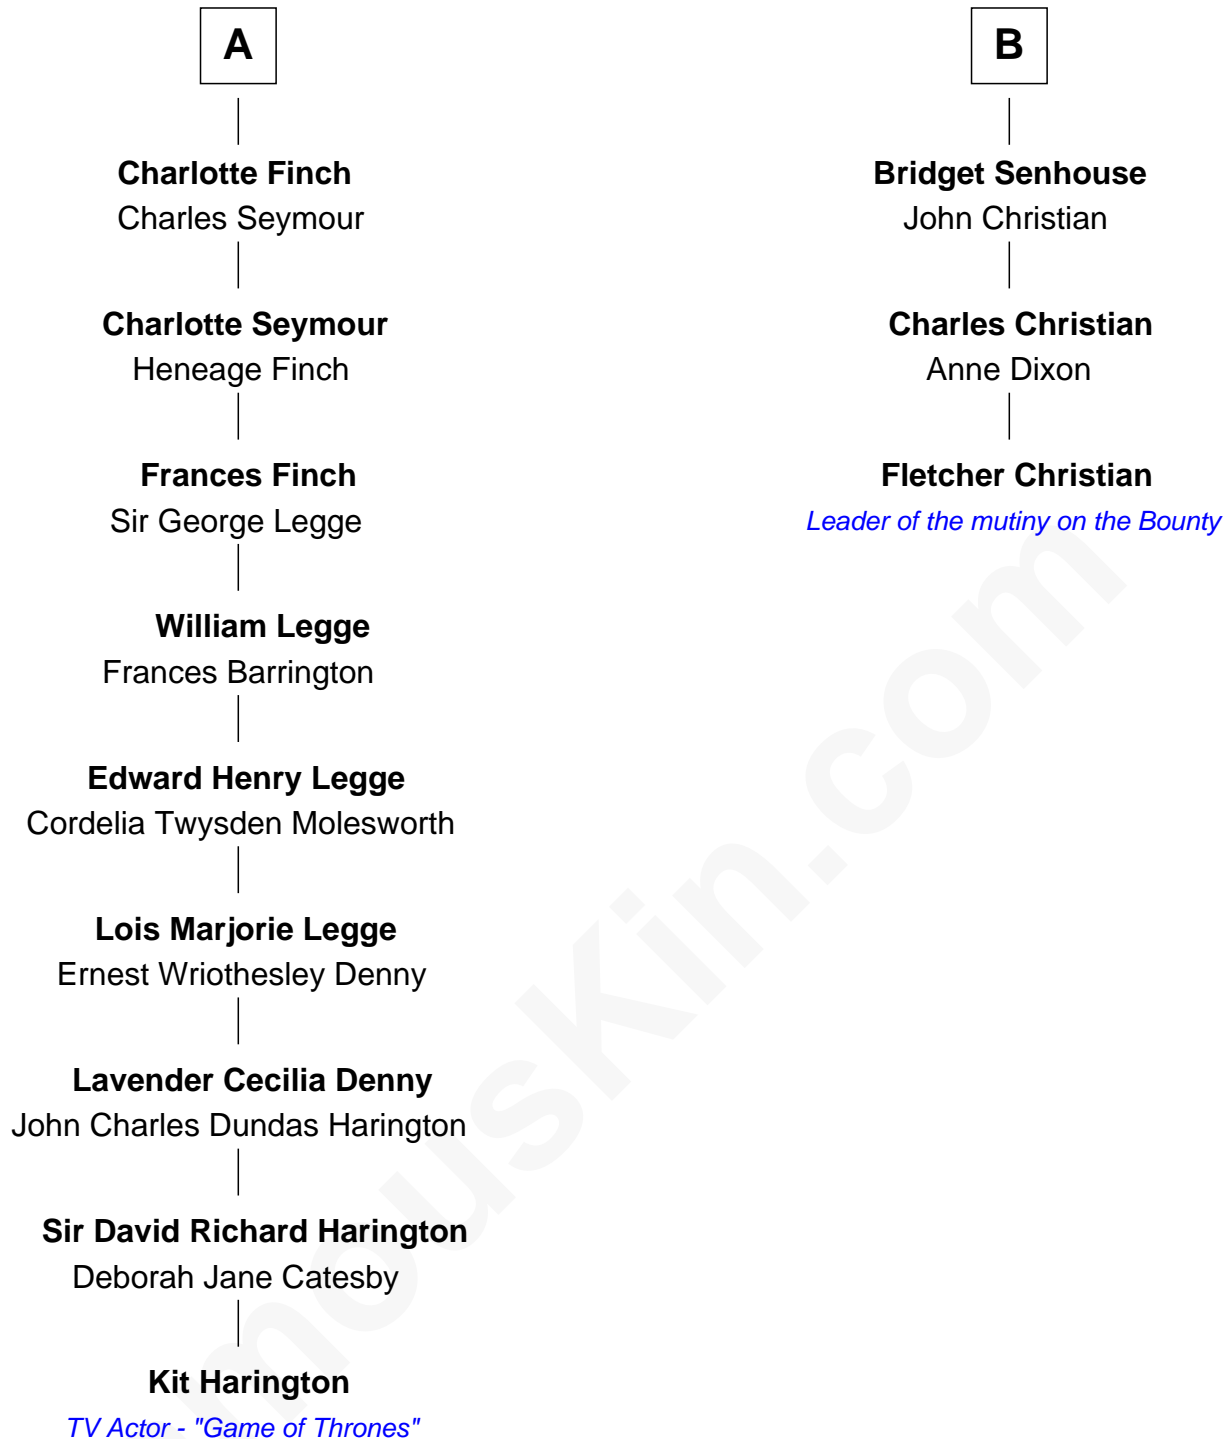 A
Charlotte Finch
Charles Seymour
Charlotte Seymour
Heneage Finch
Frances Finch
Sir George Legge
William Legge
Frances Barrington
Edward Henry Legge
Cordelia Twysden Molesworth
Lois Marjorie Legge
Ernest Wriothesley Denny
Lavender Cecilia Denny
John Charles Dundas Harington
Sir David Richard Harington
Deborah Jane Catesby
Kit Harington
TV Actor - "Game of Thrones"
B
Bridget Senhouse
John Christian
Charles Christian
Anne Dixon
Fletcher Christian
Leader of the mutiny on the Bounty
mousKin.com